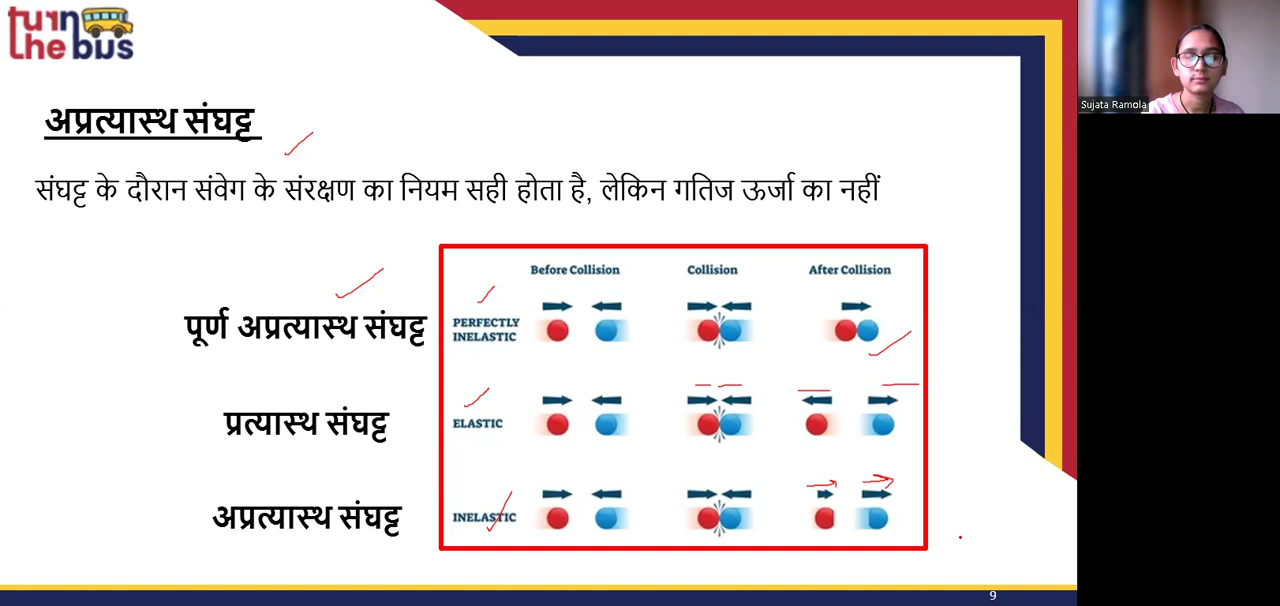 turn
the bus
Sujata Ramola
अप्रत्यास्थ संघट्ट
संघट्ट के दौरान संवेग के संरक्षण का नियम सही होता है, लेकिन गतिज ऊर्जा का नहीं
Before Collision Collision After Collision
पूर्ण अप्रत्यास्थ संघट्ट
PERFECTLY
INELASTIC
प्रत्यास्थ संघट्ट
ELASTIC
अप्रत्यास्थ संघट्ट
INELASTIC
9